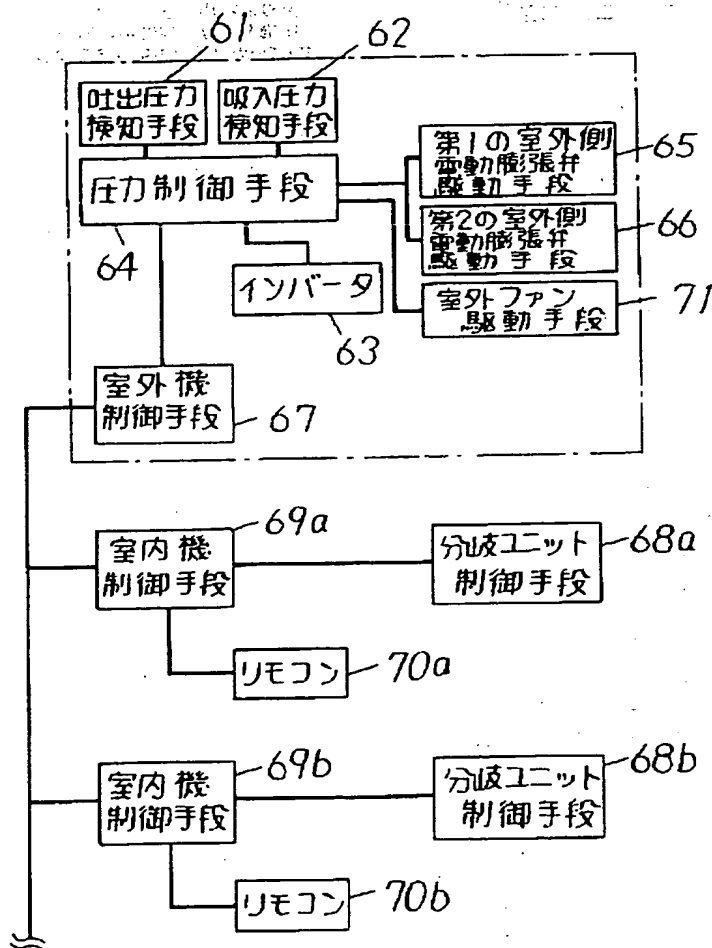 61
62
吐出圧力
検知手段
吸入圧力
検知手段
第1の室外側
電動膨張弁
駆動手段
65
圧力制御手段
64
第2の室外側
電動膨張弁
駆動手段
66
インバータ
63
室外ファン
駆動手段
71
室外機
制御手段
67
69a
室内機
制御手段
分岐ユニット
制御手段
68a
リモコン
70a
69b
室内機
制御手段
分岐ユニット
制御手段
68b
リモコン
70b